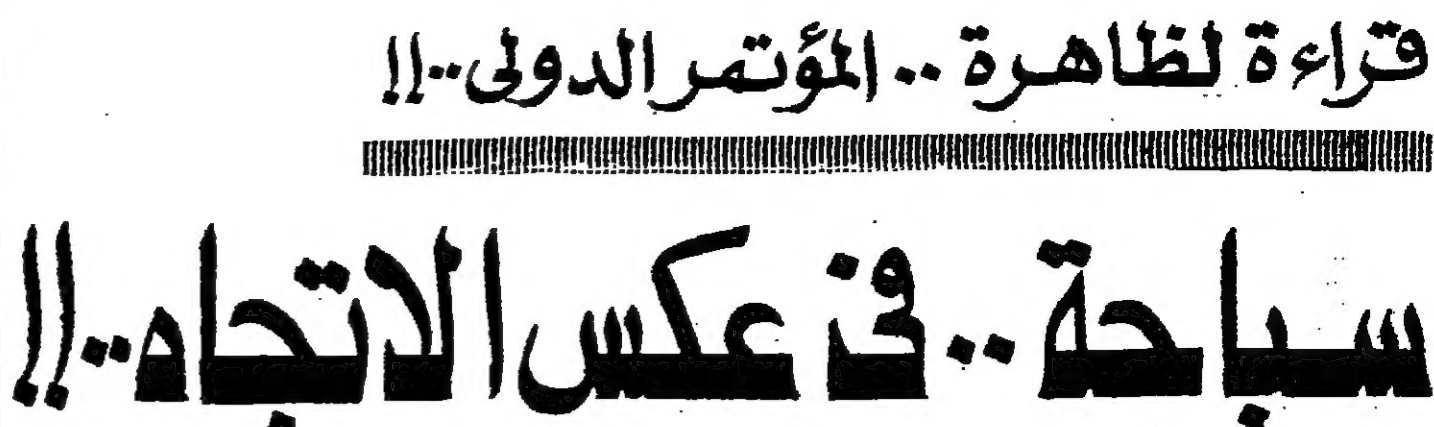 قراءة لظاهرة .. المؤتمر الدولى ..!!
سباحة .. فى عكس الاتجاه ..!!